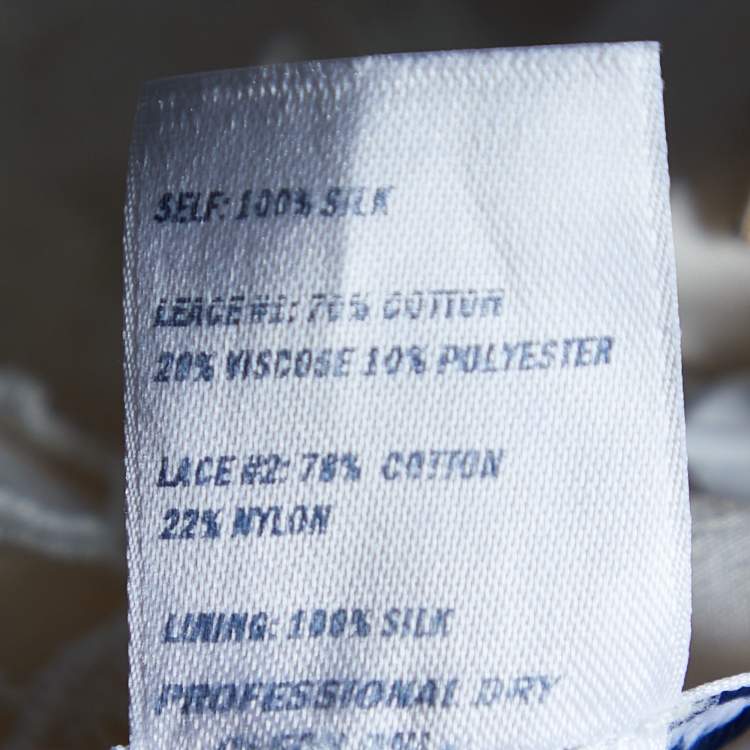 SELF: 100% SILK
LEACE #1: 70% COTTON
20% VISCOSE 10% POLYESTER
LACE #2: 78% COTTON
22% NYLON
LINING: 100% SILK
PROFESSIONAL DRY